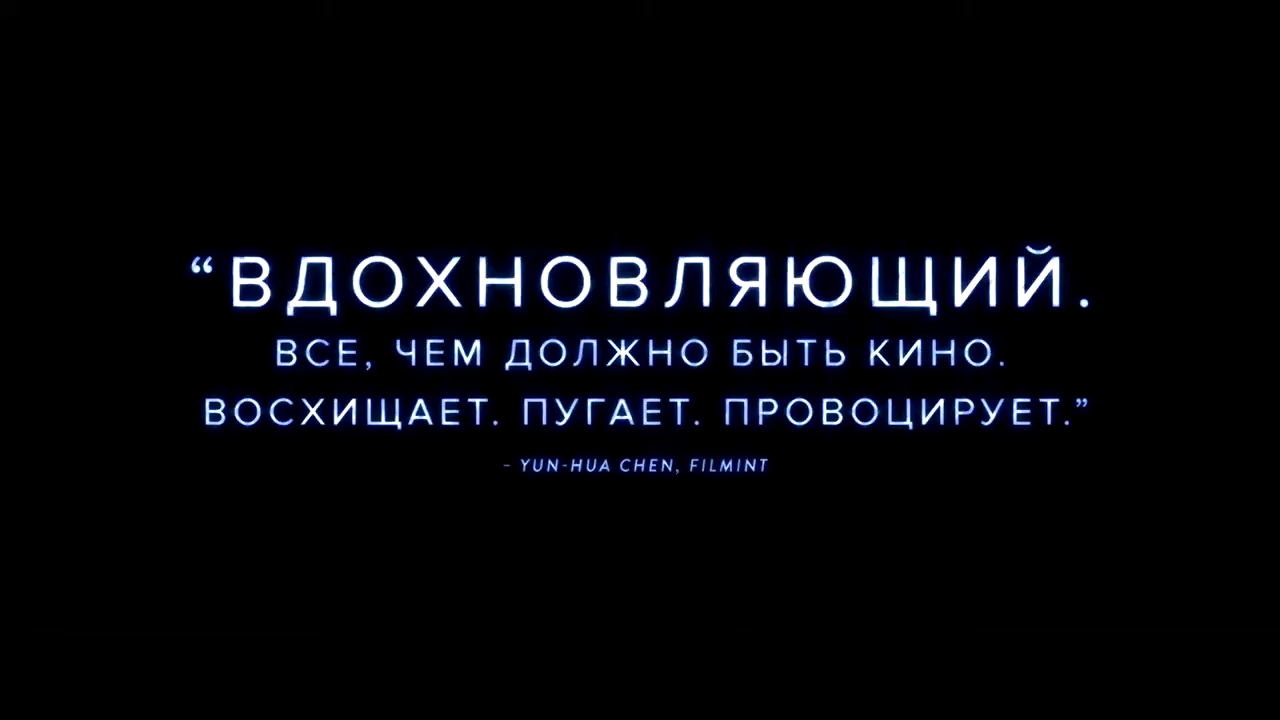 “ВДОХНОВЛЯЮЩИЙ.
ВСЕ, ЧЕМ ДОЛЖНО БЫТЬ КИНО.
ВОСХИЩАЕТ. ПУГАЕТ. ПРОВОЦИРУЕТ.”
– YUN-HUA CHEN, FILMINT